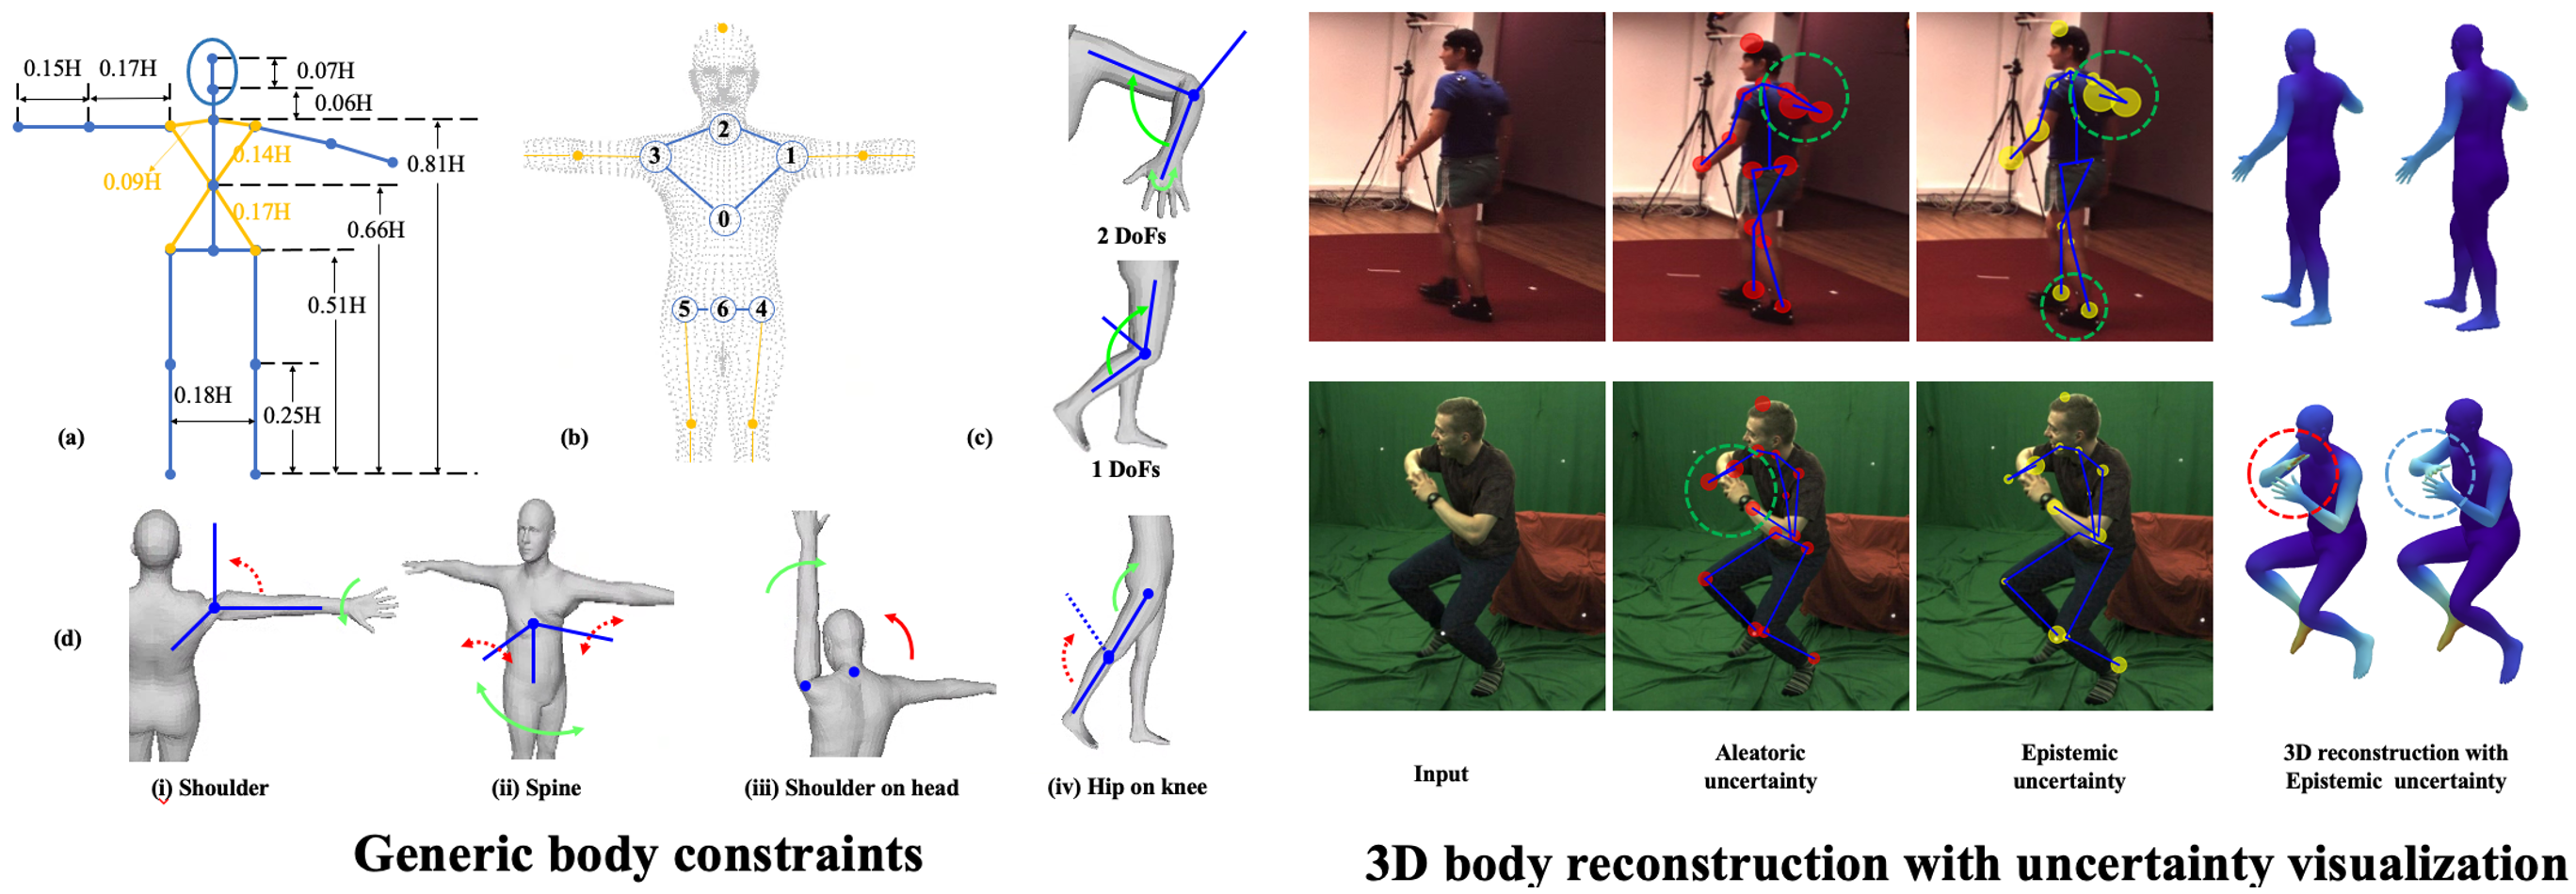 0.15H 0.17H
0.07H
0.06H
0.14H
0.81H
0.09H
0.17H
0.66H
0.51H
0.18H
0.25H
(a)
2
3 1
0
5 6 4
(b)
2 DoFs
(c)
1 DoFs
(d)
(i) Shoulder
(ii) Spine
(iii) Shoulder on head
(iv) Hip on knee
Generic body constraints
Input
Aleatoric
uncertainty
Epistemic
uncertainty
3D reconstruction with
Epistemic uncertainty
3D body reconstruction with uncertainty visualization